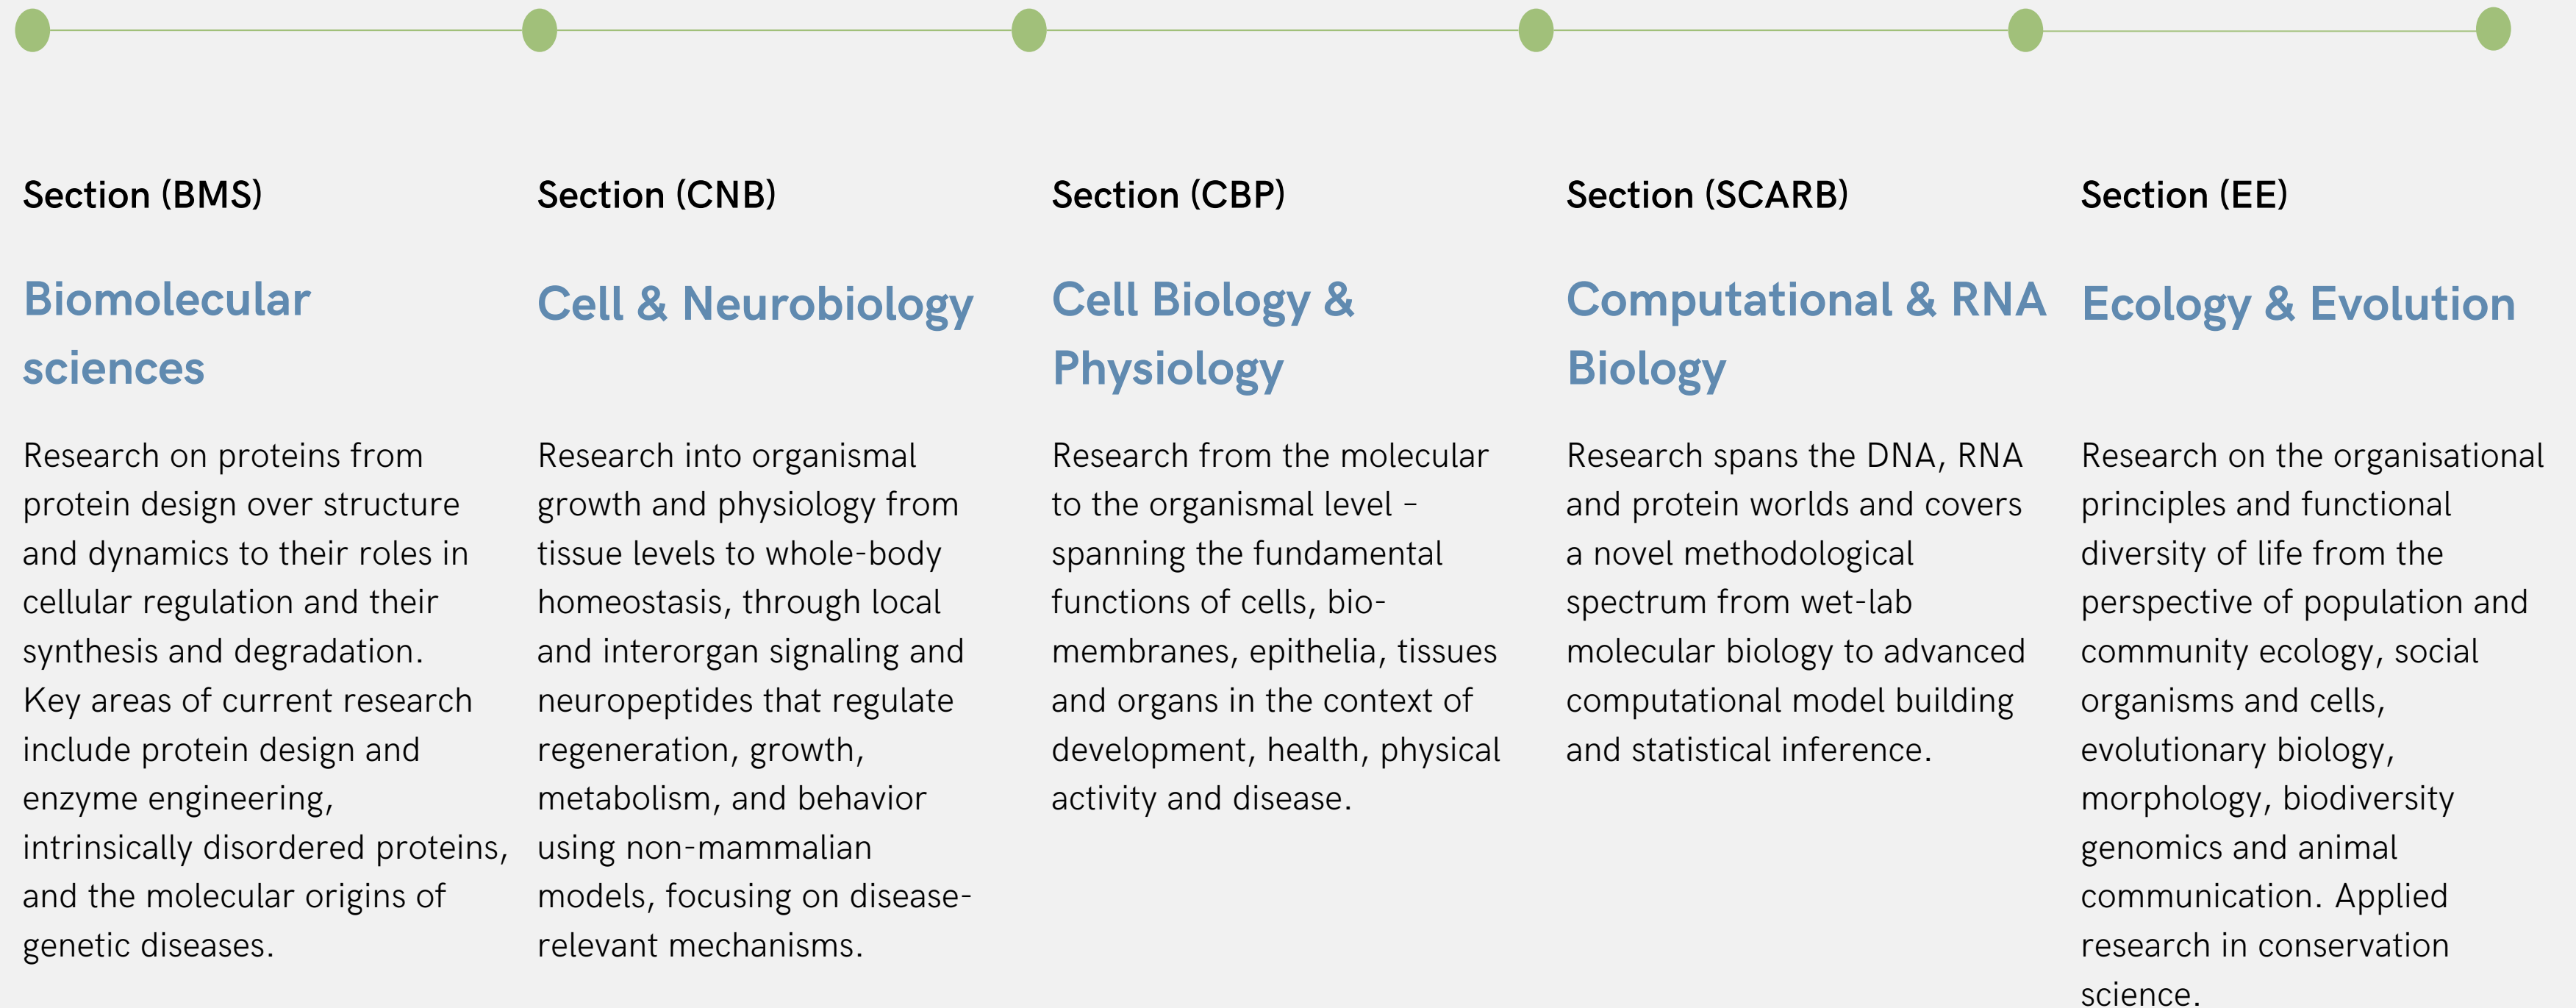 Section (BMS)
Biomolecular
sciences
Research on proteins from
protein design over structure
and dynamics to their roles in
cellular regulation and their
synthesis and degradation.
Key areas of current research
include protein design and
enzyme engineering,
intrinsically disordered proteins,
and the molecular origins of
genetic diseases.
Section (CNB)
Cell & Neurobiology
Research into organismal
growth and physiology from
tissue levels to whole-body
homeostasis, through local
and interorgan signaling and
neuropeptides that regulate
regeneration, growth,
metabolism, and behavior
using non-mammalian
models, focusing on disease-
relevant mechanisms.
Section (CBP)
Cell Biology &
Physiology
Research from the molecular
to the organismal level –
spanning the fundamental
functions of cells, bio-
membranes, epithelia, tissues
and organs in the context of
development, health, physical
activity and disease.
Section (SCARB)
Computational & RNA
Biology
Research spans the DNA, RNA
and protein worlds and covers
a novel methodological
spectrum from wet-lab
molecular biology to advanced
computational model building
and statistical inference.
Section (EE)
Ecology & Evolution
Research on the organisational
principles and functional
diversity of life from the
perspective of population and
community ecology, social
organisms and cells,
evolutionary biology,
morphology, biodiversity
genomics and animal
communication. Applied
research in conservation
science.